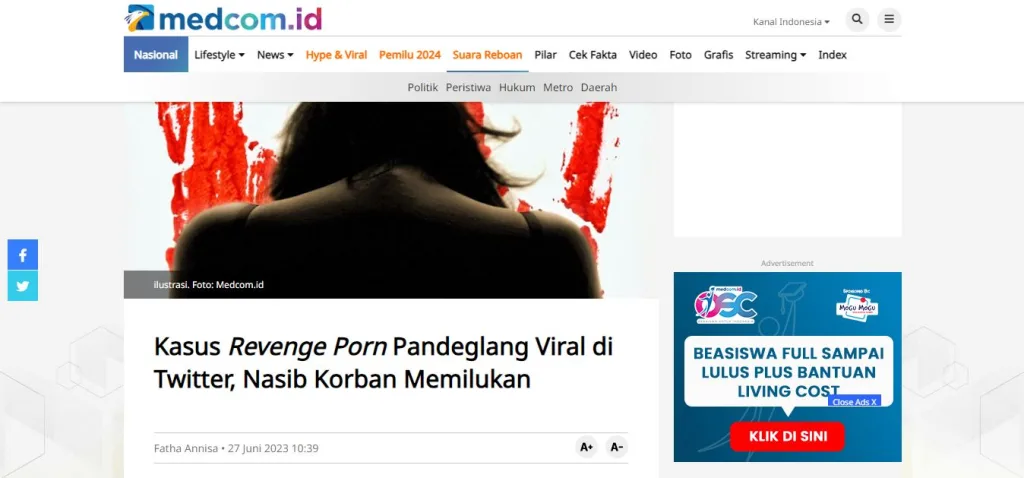 medcom.id
Kanal Indonesia
Nasional Lifestyle News Hype & Viral Pemilu 2024 Suara Reboan Pilar Cek Fakta Video Foto Grafis Streaming Index
Politik Peristiwa Hukum Metro Daerah
ilustrasi. Foto: Medcom.id
Kasus Revenge Porn Pandeglang Viral di
Twitter, Nasib Korban Memilukan
Fatha Annisa • 27 Juni 2023 10:39
A+ A-
Advertisement
medcom.id
OSC
SPONSORED BY:
MOGU MOGU
BEASISWA FULL SAMPAI
LULUS PLUS BANTUAN
LIVING COST
Close Ads X
KLIK DI SINI